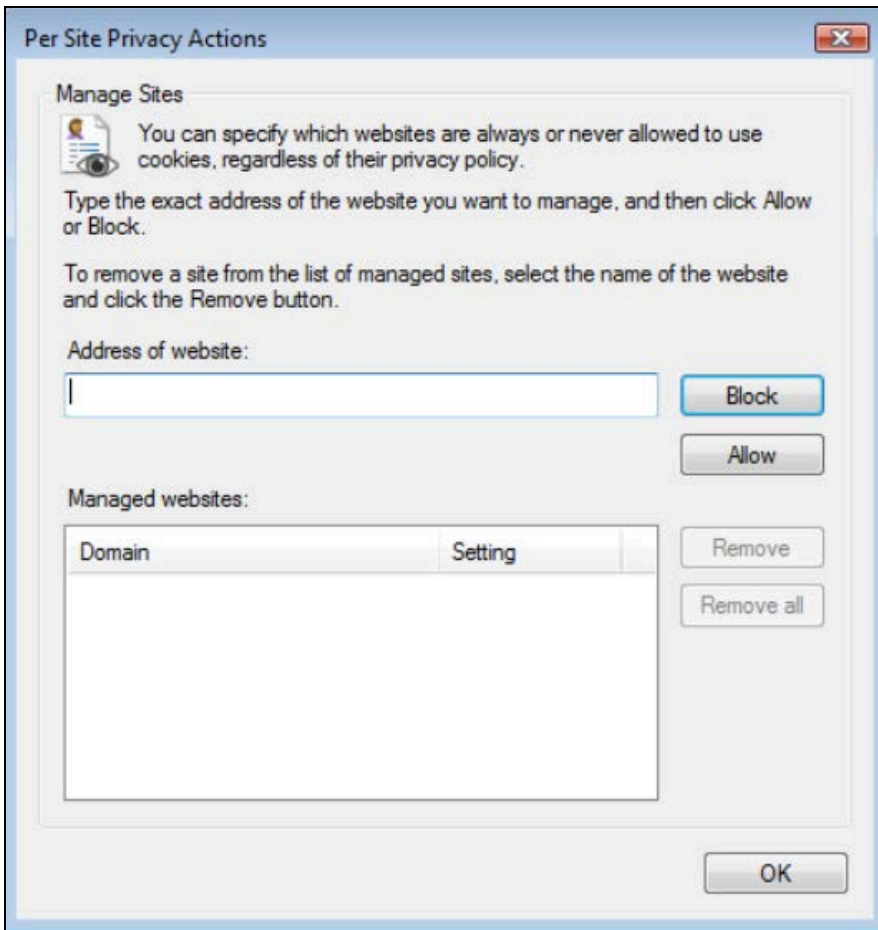 Per Site Privacy Actions
Manage Sites
You can specify which websites are always or never allowed to use
cookies, regardless of their privacy policy.
Type the exact address of the website you want to manage, and then click Allow
or Block.
To remove a site from the list of managed sites, select the name of the website
and click the Remove button.
Address of website:
Block
Allow
Managed websites:
Domain Setting
Remove
Remove all
OK